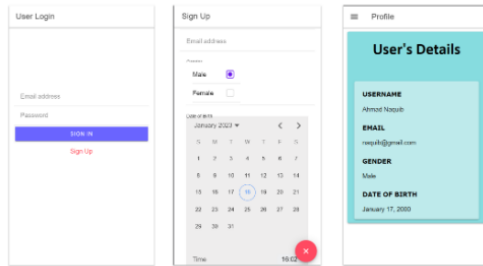 User Login
Email address
Password
SIGN IN
Sign Up
Sign Up
Email address
Male
Female
Date of Birth
January 2023
S M T W T F S
1 2 3 4 5 6 7
8 9 10 11 12 13 14
15 16 17 18 19 20 21
22 23 24 25 26 27 28
29 30 31
Time
Profile
User's Details
USERNAME
Ahmad Naquib
EMAIL
naquib@gmail.com
GENDER
Male
DATE OF BIRTH
January 17, 2000